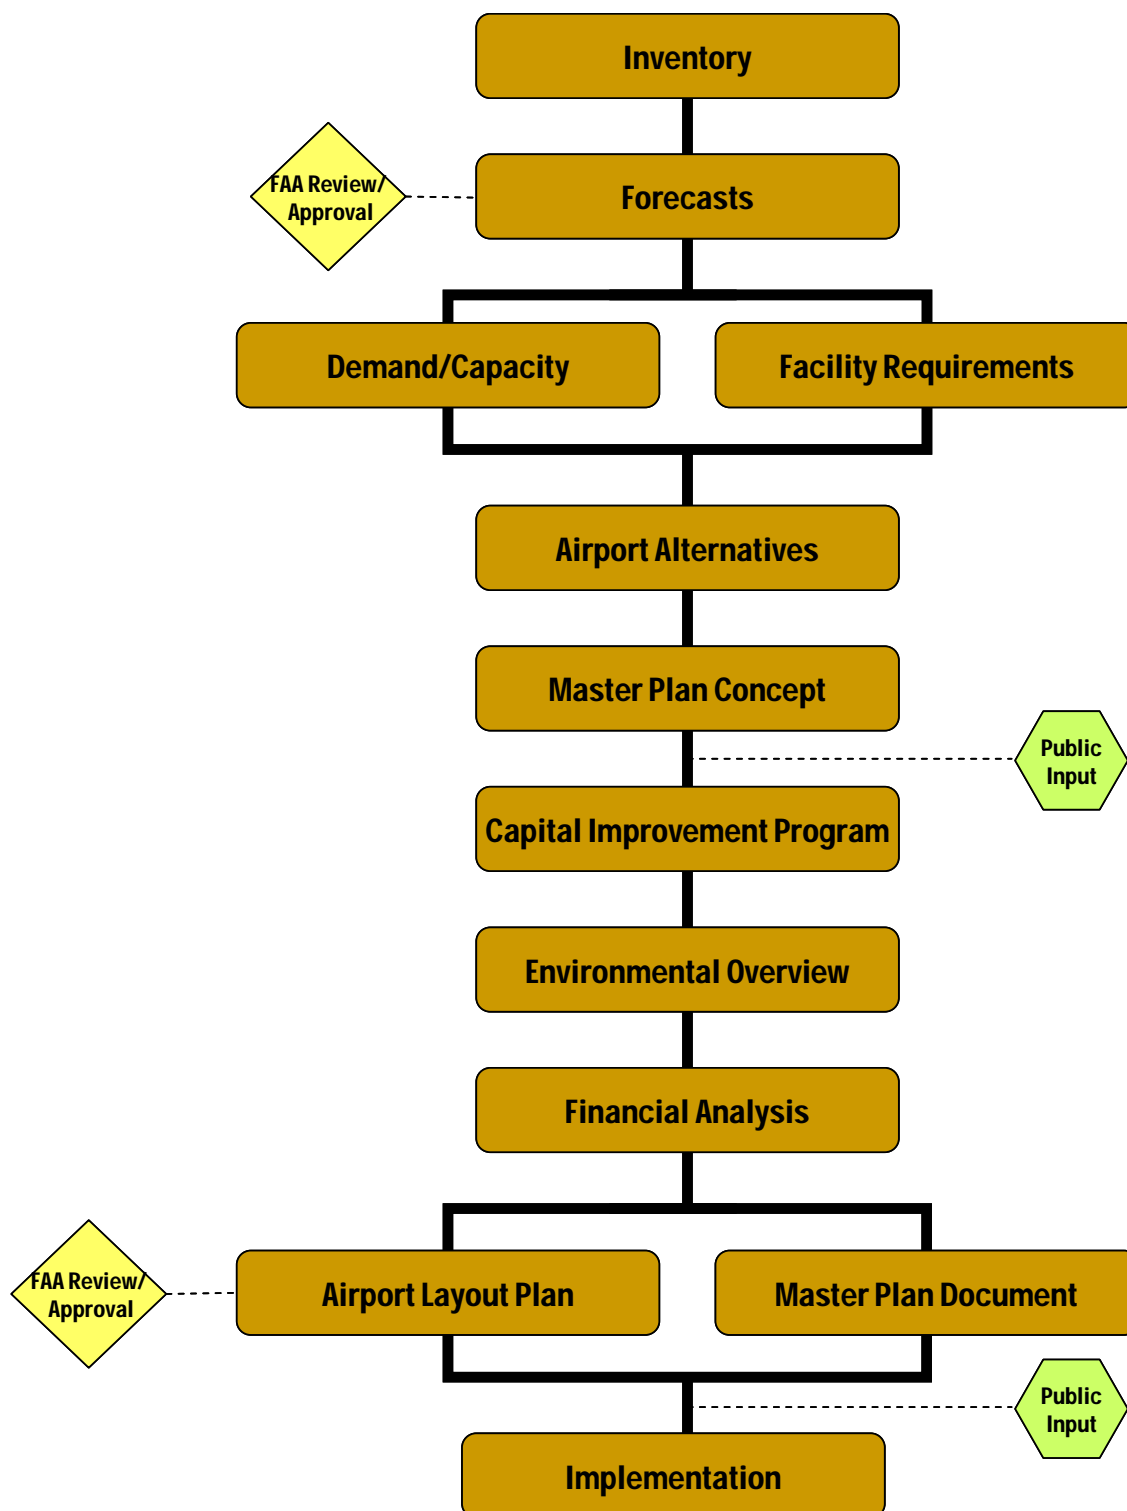 Inventory
FAA Review/
Approval
Forecasts
Demand/Capacity
Facility Requirements
Airport Alternatives
Master Plan Concept
Public
Input
Capital Improvement Program
Environmental Overview
Financial Analysis
FAA Review/
Approval
Airport Layout Plan
Master Plan Document
Public
Input
Implementation